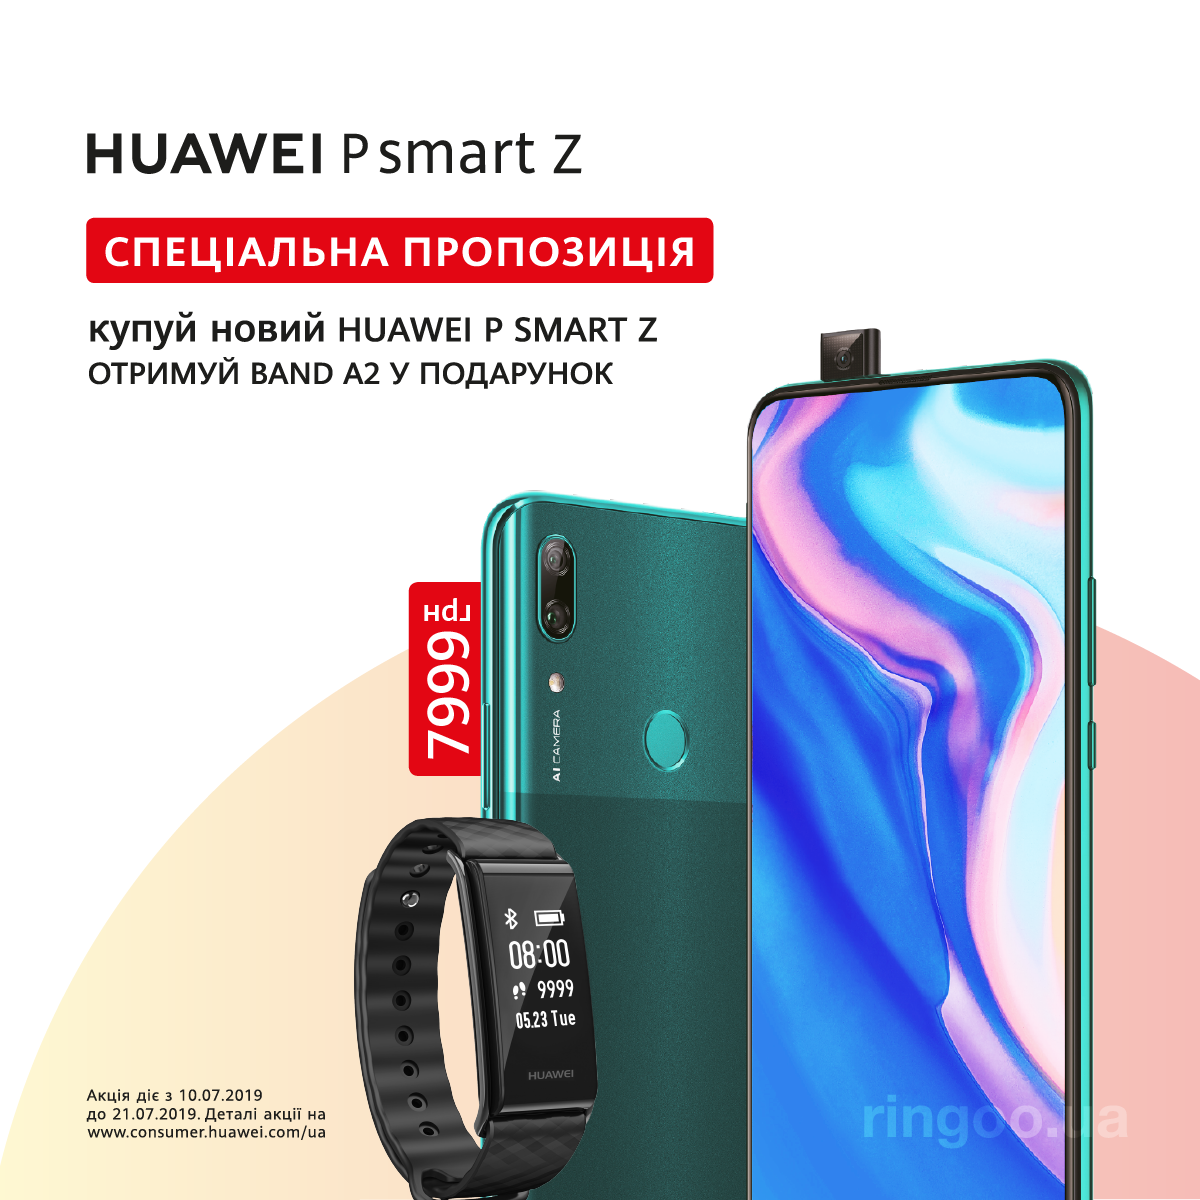 HUAWEI P smart Z
СПЕЦІАЛЬНА ПРОПОЗИЦІЯ
купуй новий HUAWEI P SMART Z
ОТРИМУЙ BAND A2 У ПОДАРУНОК
7999 грн
AI CAMERA
08:00
9999
05.23 Tue
HUAWEI
Акція діє з 10.07.2019
до 21.07.2019. Деталі акції на
www.consumer.huawei.com/ua
ringoo.ua